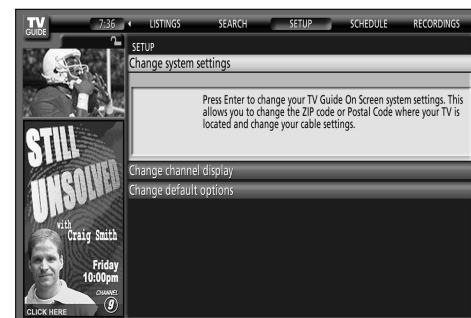 TV GUIDE
7:36
LISTINGS SEARCH SETUP SCHEDULE RECORDINGS
SETUP
Change system settings
Press Enter to change your TV Guide On Screen system settings. This
allows you to change the ZIP code or Postal Code where your TV is
located and change your cable settings.
Change channel display
Change default options
STILL
UNSOLVED
with
Craig Smith
Friday
10:00pm
CHANNEL
9
CLICK HERE